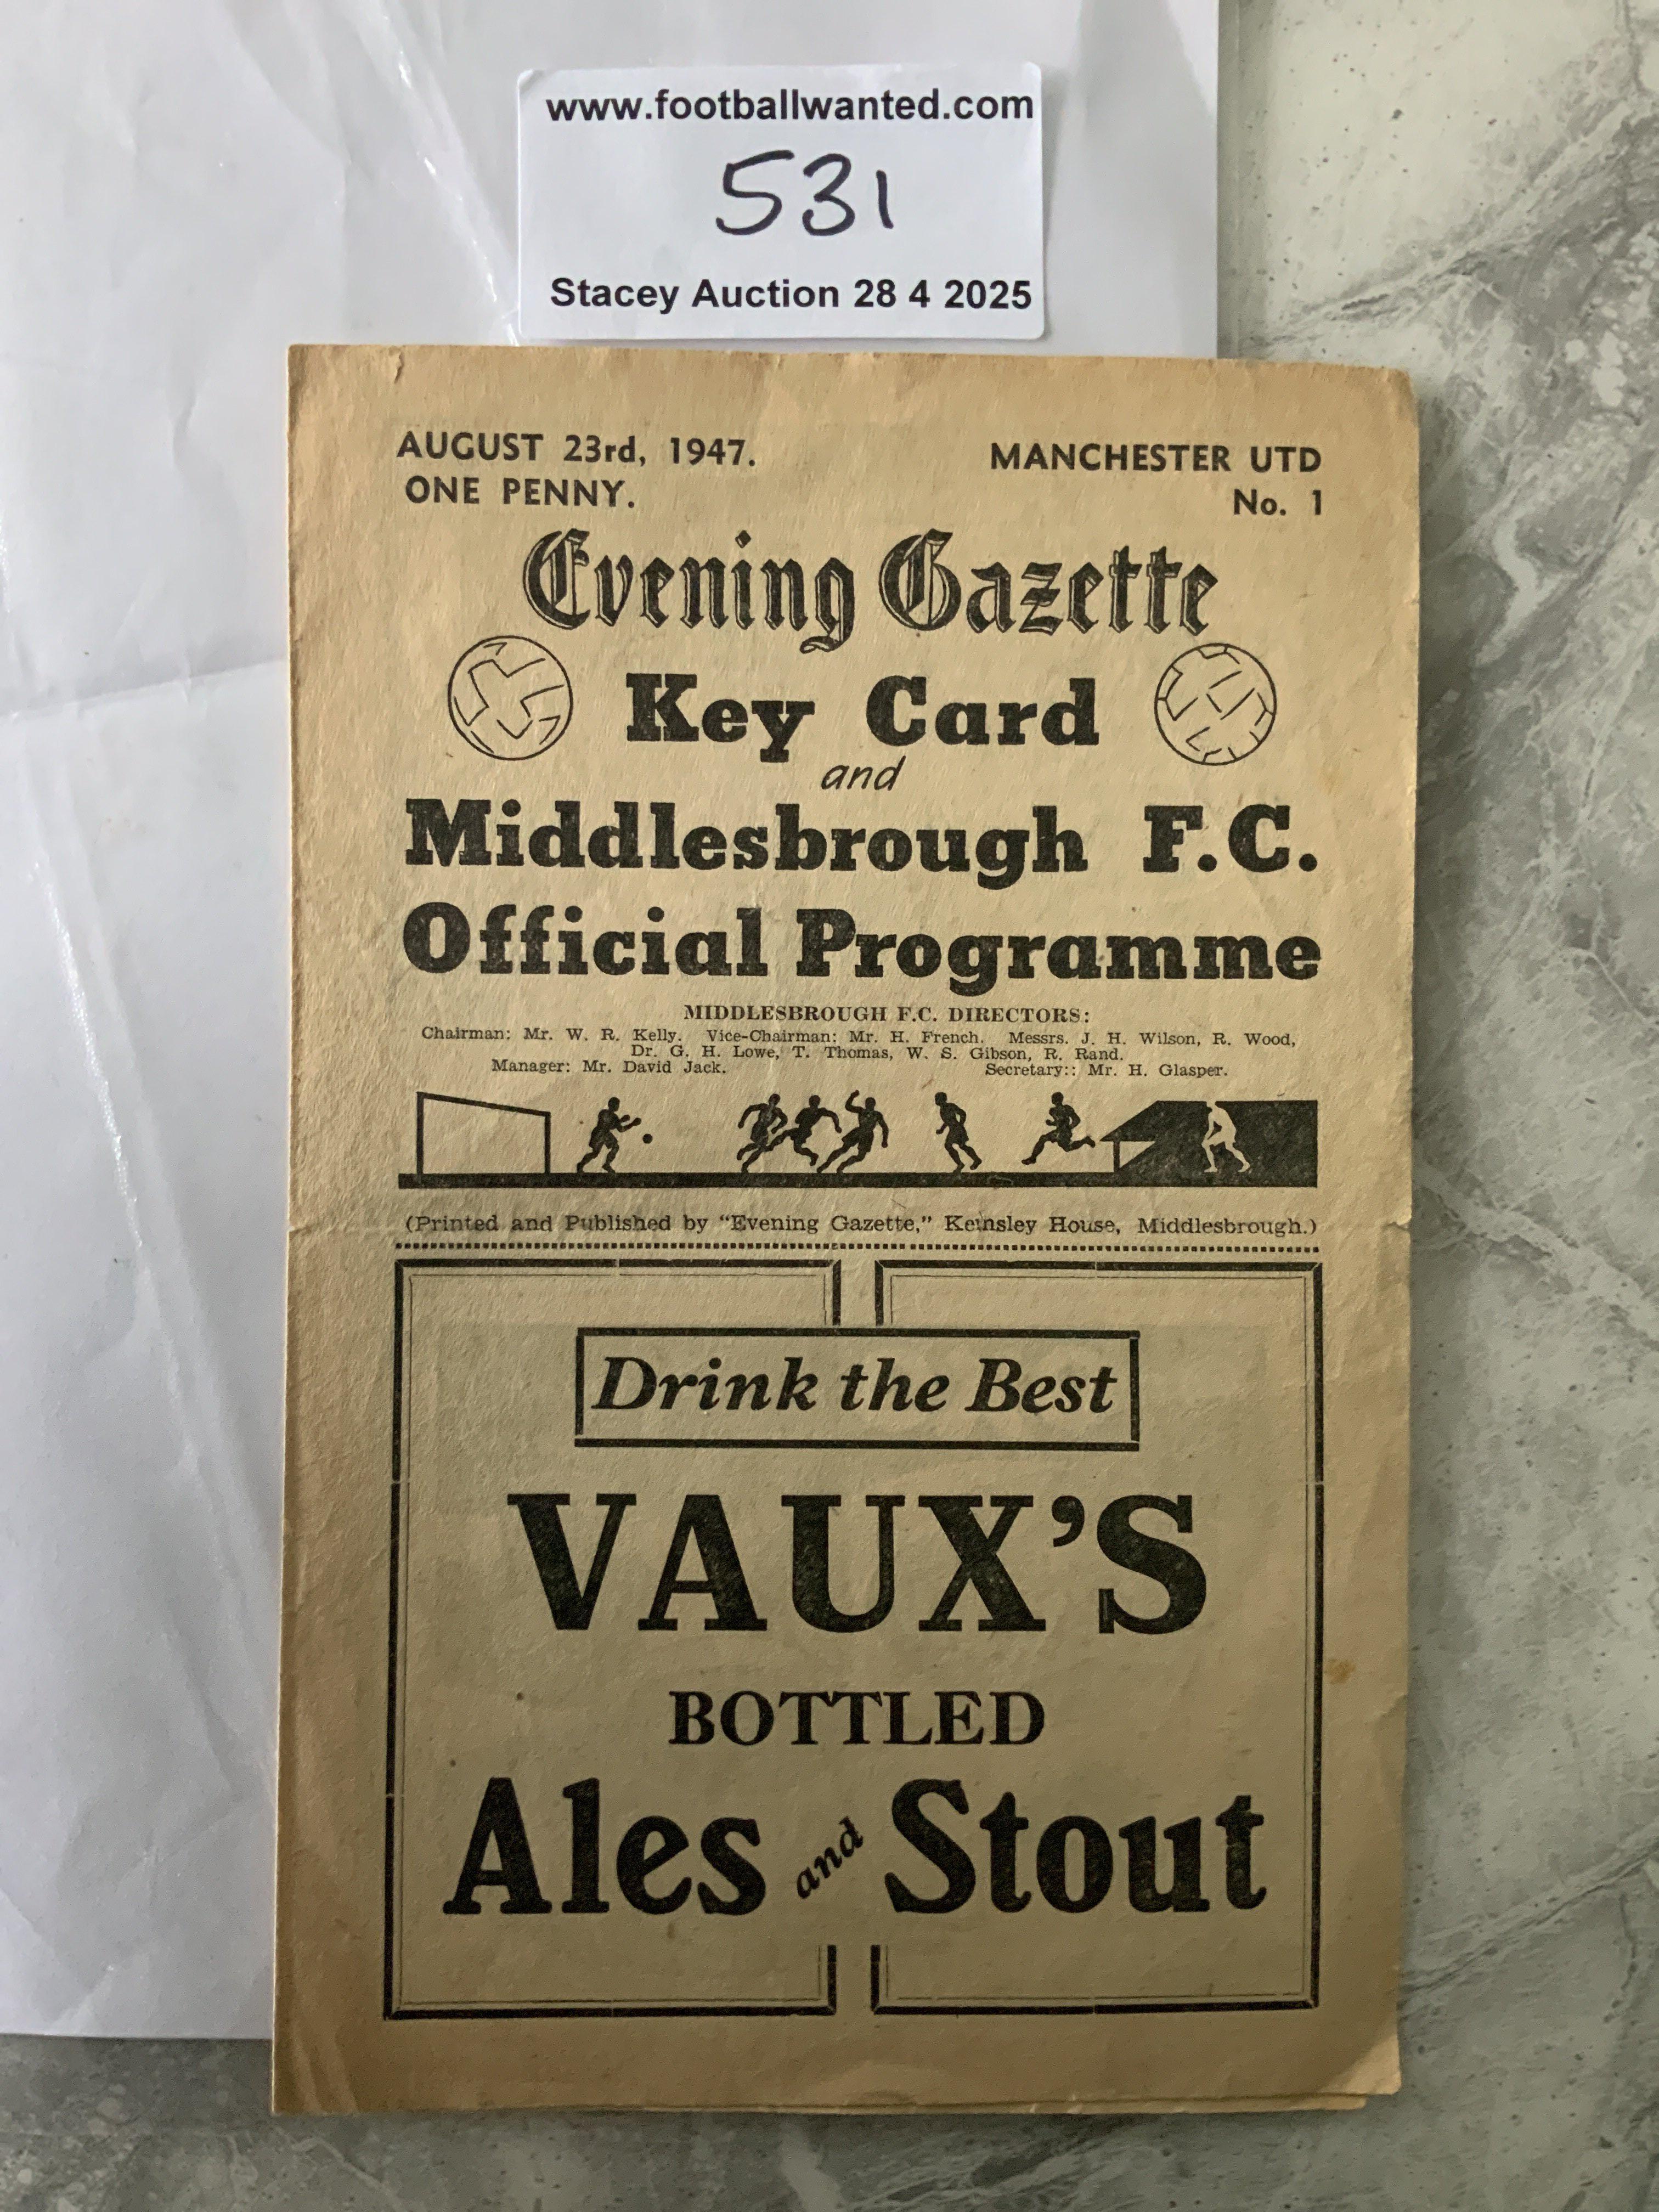 www.footballwanted.com
531
Stacey Auction 28 4 2025
AUGUST 23rd, 1947. MANCHESTER UTD
ONE PENNY. No. 1
Evening Gazette
Key Card
and
Middlesbrough F.C.
Official Programme
MIDDLESBROUGH F.C. DIRECTORS:
Chairman: Mr. W. R. Kelly. Vice-Chairman: Mr. H. French. Messrs. J. H. Wilson, R. Wood,
Dr. G. H. Lowe, T. Thomas, W. S. Gibson, R. Rand.
Manager: Mr. David Jack. Secretary:: Mr. H. Glasper.
(Printed and Published by "Evening Gazette," Kemsley House, Middlesbrough.)
Drink the Best
VAUX'S
BOTTLED
Ales and Stout